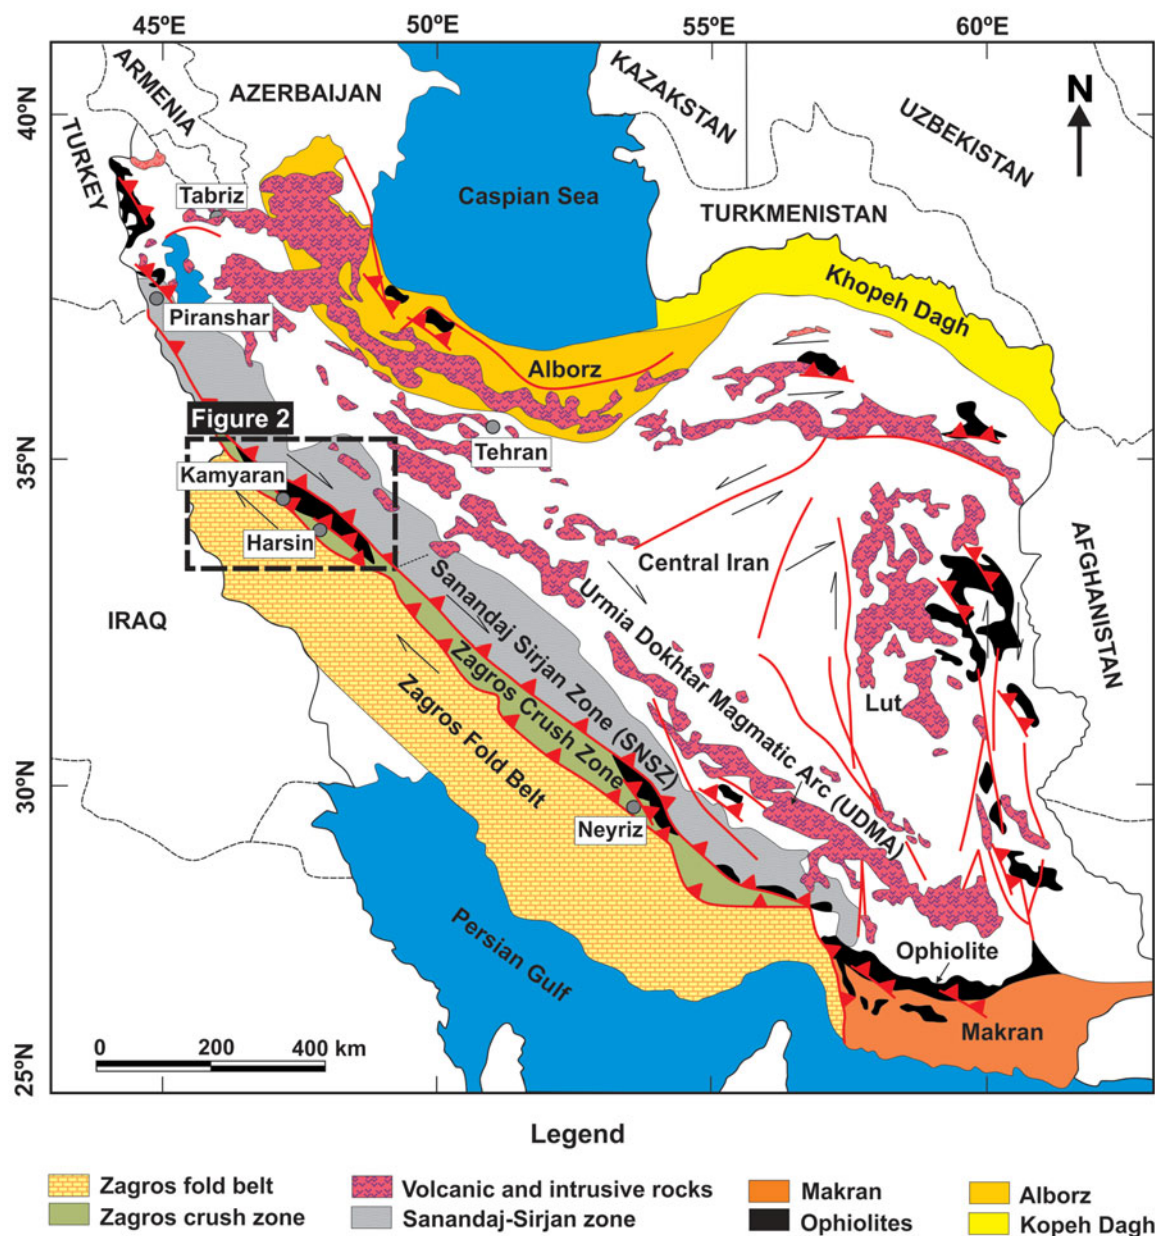 45ºE 50ºE 55ºE 60ºE
40ºN
35ºN
30ºN
25ºN
ARMENIA
AZERBAIJAN
KAZAKSTAN
UZBEKISTAN
N
TURKEY
Tabriz
Caspian Sea
TURKMENISTAN
Khopeh Dagh
Piranshar
Alborz
Figure 2
Tehran
Kamyaran
Harsin
Central Iran
AFGHANISTAN
IRAQ
Sanandaj Sirjan Zone (SNSZ)
Urmia Dokhtar Magmatic Arc (UDMA)
Zagros Crush Zone
Zagros Fold Belt
Lut
Neyriz
Persian Gulf
Ophiolite
Makran
0 200 400 km
Legend
Zagros fold belt
Zagros crush zone
Volcanic and intrusive rocks
Sanandaj-Sirjan zone
Makran
Ophiolites
Alborz
Kopeh Dagh